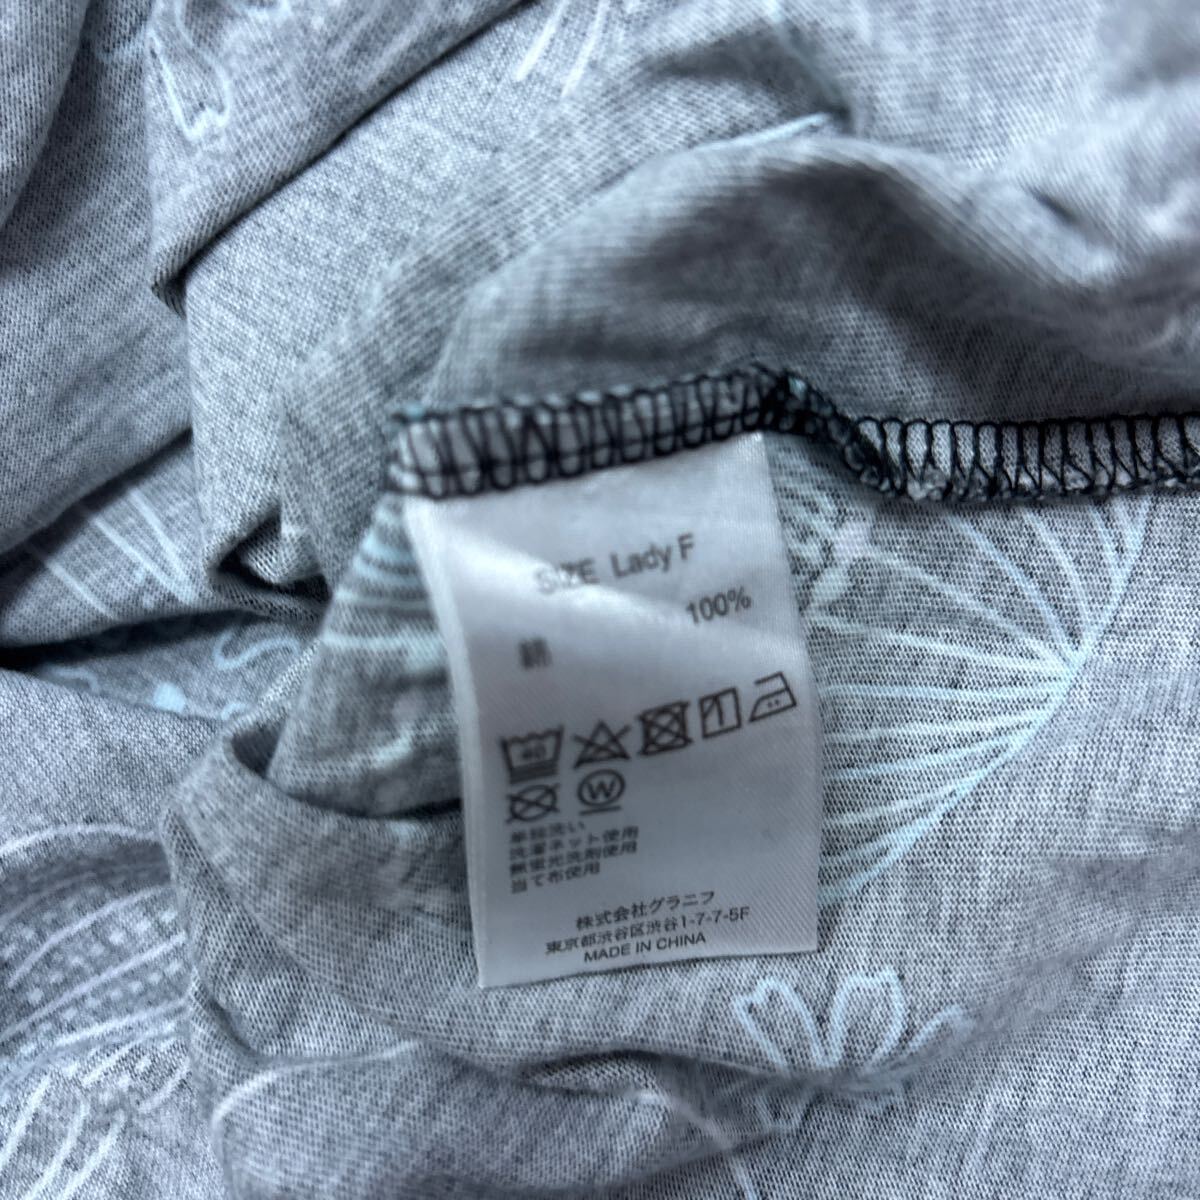 SIZE Lady F
綿 100%
40
W
単独洗い
洗濯ネット使用
無蛍光洗剤使用
当て布使用
株式会社グラニフ
東京都渋谷区渋谷1-7-7-5F
MADE IN CHINA